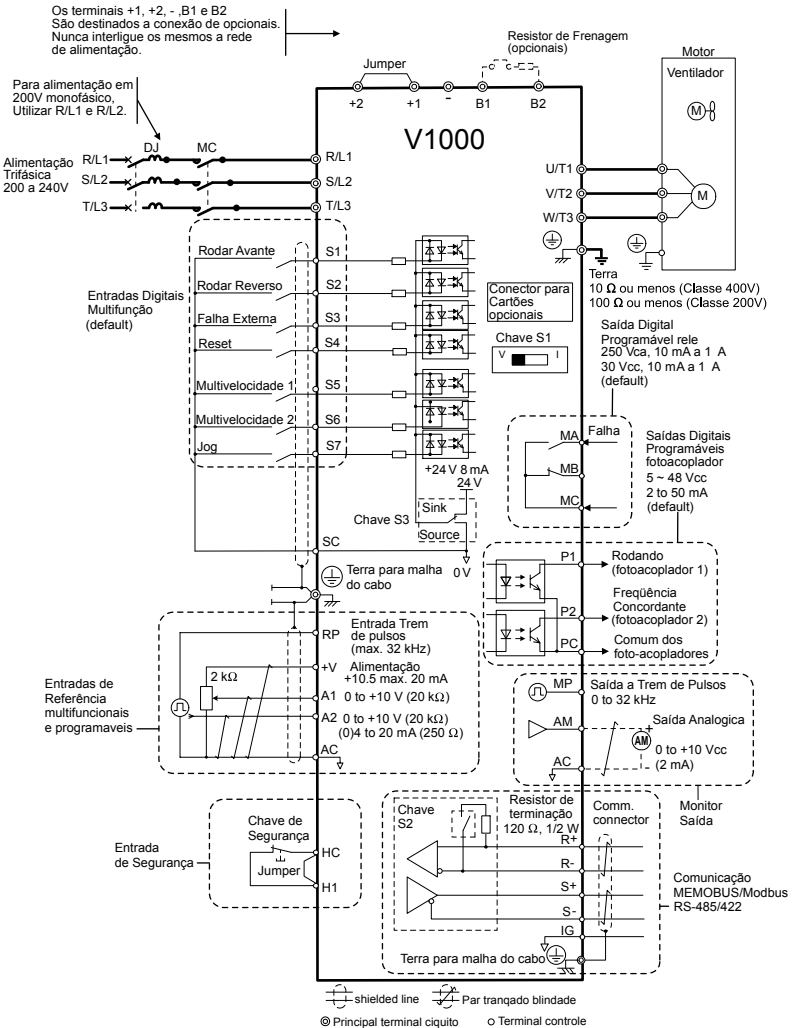 Os terminais +1, +2, - ,B1 e B2
São destinados a conexão de opcionais.
Nunca interligue os mesmos a rede
de alimentação.
Resistor de Frenagem
(opcionais)
Jumper
+2
+1
-
B1
B2
Motor
Ventilador
M
Para alimentação em
200V monofásico,
Utilizar R/L1 e R/L2.
V1000
DJ
MC
Alimentação
Trifásica
200 a 240V
R/L1
S/L2
T/L3
R/L1
S/L2
T/L3
U/T1
V/T2
W/T3
M
Terra
10 Ω ou menos (Classe 400V)
100 Ω ou menos (Classe 200V)
Entradas Digitais
Multifunção
(default)
Rodar Avante
S1
Rodar Reverso
S2
Falha Externa
S3
Reset
S4
Multivelocidade 1
S5
Multivelocidade 2
S6
Jog
S7
Conector para
Cartões
opcionais
Chave S1
V
I
Saída Digital
Programável rele
250 Vca, 10 mA a 1 A
30 Vcc, 10 mA a 1 A
(default)
MA
Falha
MB
MC
+24 V 8 mA
24 V
Chave S3
Sink
Source
SC
0 V
Saídas Digitais
Programáveis
fotoacoplador
5 ~ 48 Vcc
2 to 50 mA
(default)
Terra para malha
do cabo
P1
Rodando
(fotoacoplador 1)
P2
Freqüência
Concordante
(fotoacoplador 2)
PC
Comum dos
foto-acopladores
Entradas de
Referência
multifuncionais
e programaveis
RP
Entrada Trem
de pulsos
(max. 32 kHz)
+V
Alimentação
+10.5 max. 20 mA
2 kΩ
A1
0 to +10 V (20 kΩ)
A2
0 to +10 V (20 kΩ)
(0)4 to 20 mA (250 Ω)
AC
MP
Saída a Trem de Pulsos
0 to 32 kHz
AM
Saída Analogica
+
AM
0 to +10 Vcc
(2 mA)
-
AC
Monitor
Saída
Entrada
de Segurança
Chave de
Segurança
HC
Jumper
H1
Chave
S2
Resistor de
terminação
120 Ω, 1/2 W
Comm.
connector
R+
R-
S+
S-
IG
Terra para malha do cabo
Comunicação
MEMOBUS/Modbus
RS-485/422
shielded line
Par tranqado blindade
Principal terminal ciquito
Terminal controle